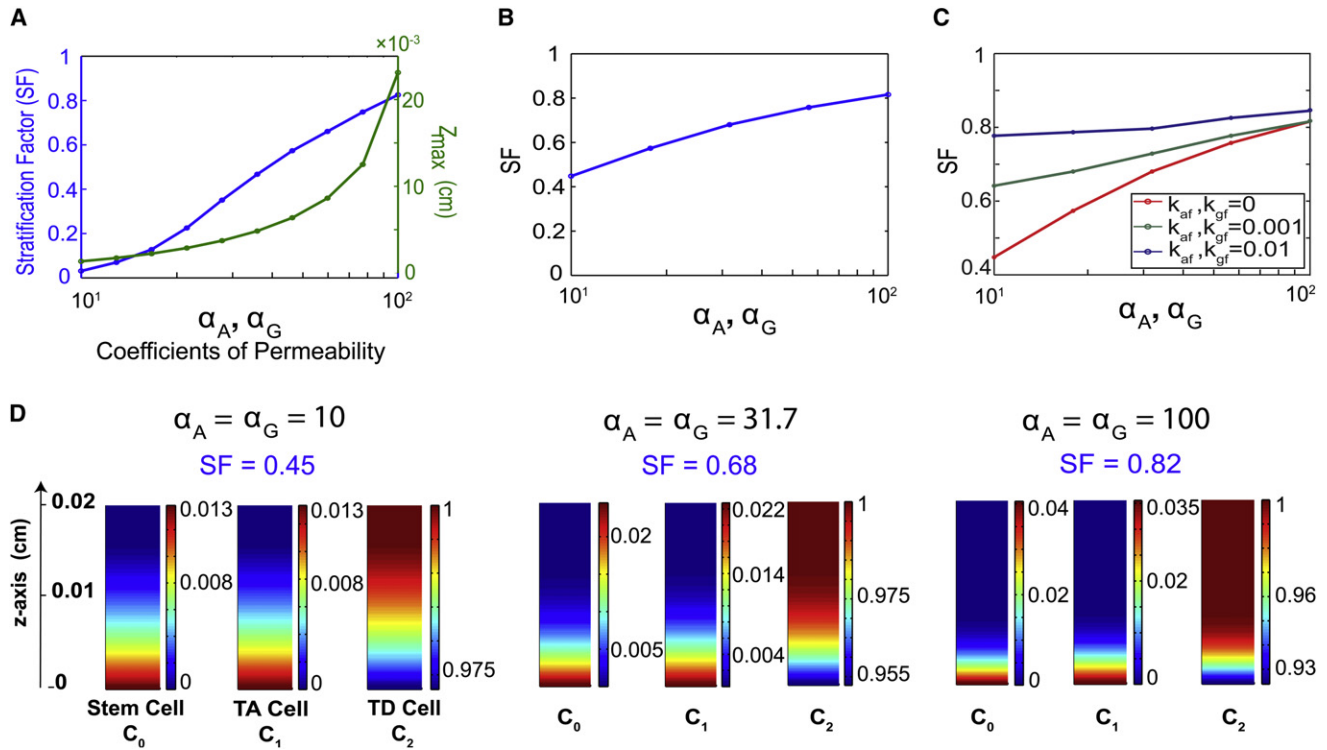 A
×10⁻³
1
0.8
0.6
0.4
0.2
0
Stratification Factor (SF)
20
10
0
Zmax (cm)
10¹
10²
α_A, α_G
Coefficients of Permeability
B
1
0.8
0.6
0.4
0.2
0
SF
10¹
10²
α_A, α_G
C
0.9
0.8
0.7
0.6
0.4
SF
k_af ,k_gf=0
k_af ,k_gf=0.001
k_af ,k_gf=0.01
10¹
10²
α_A, α_G
D
α_A = α_G = 10
SF = 0.45
z-axis (cm)
0.02
0.01
0
0.013
0.008
0
0.013
0.008
0
1
0.975
Stem Cell
C₀
TA Cell
C₁
TD Cell
C₂
α_A = α_G = 31.7
SF = 0.68
0.02
0.005
0.022
0.014
0.004
1
0.975
0.955
C₀
C₁
C₂
α_A = α_G = 100
SF = 0.82
0.04
0.02
0
0.035
0.02
0
1
0.96
0.93
C₀
C₁
C₂